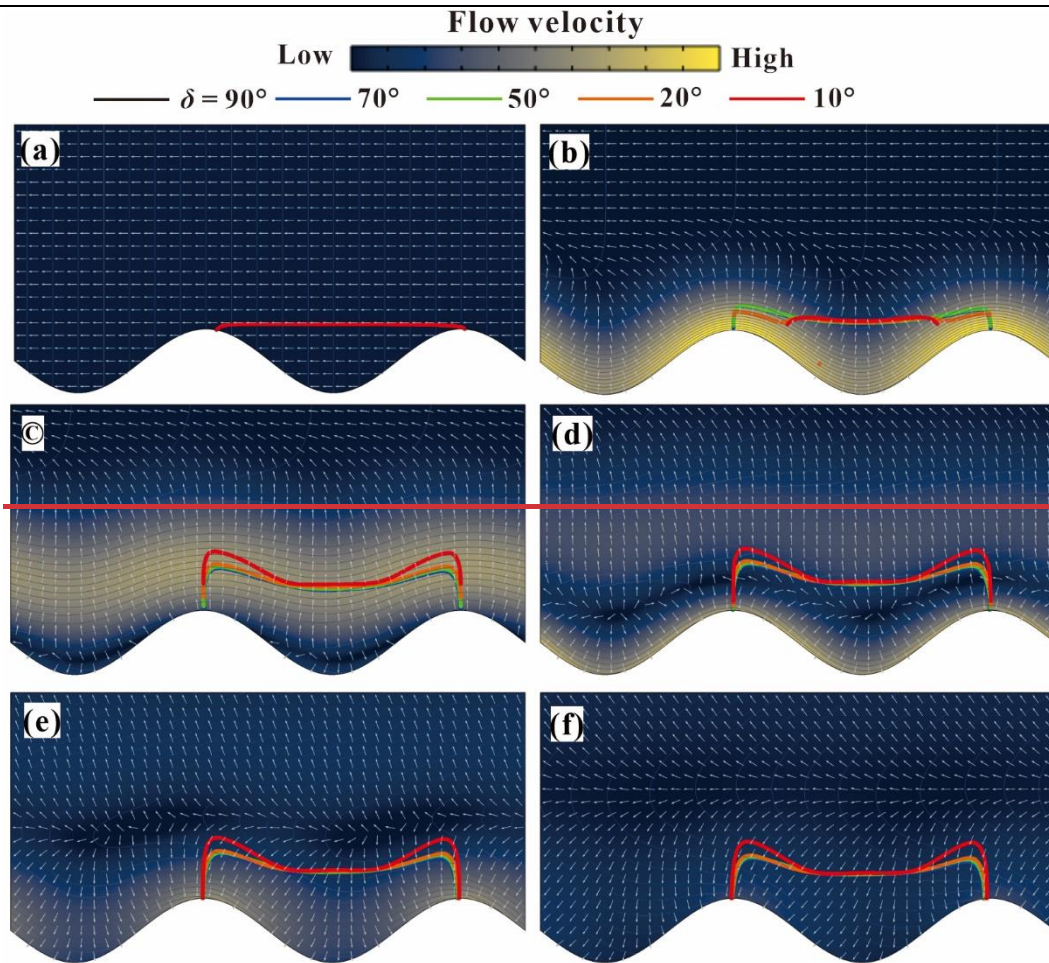 Flow velocity
Low High
δ = 90° 70° 50° 20° 10°
(a) (b)
© (d)
(e) (f)